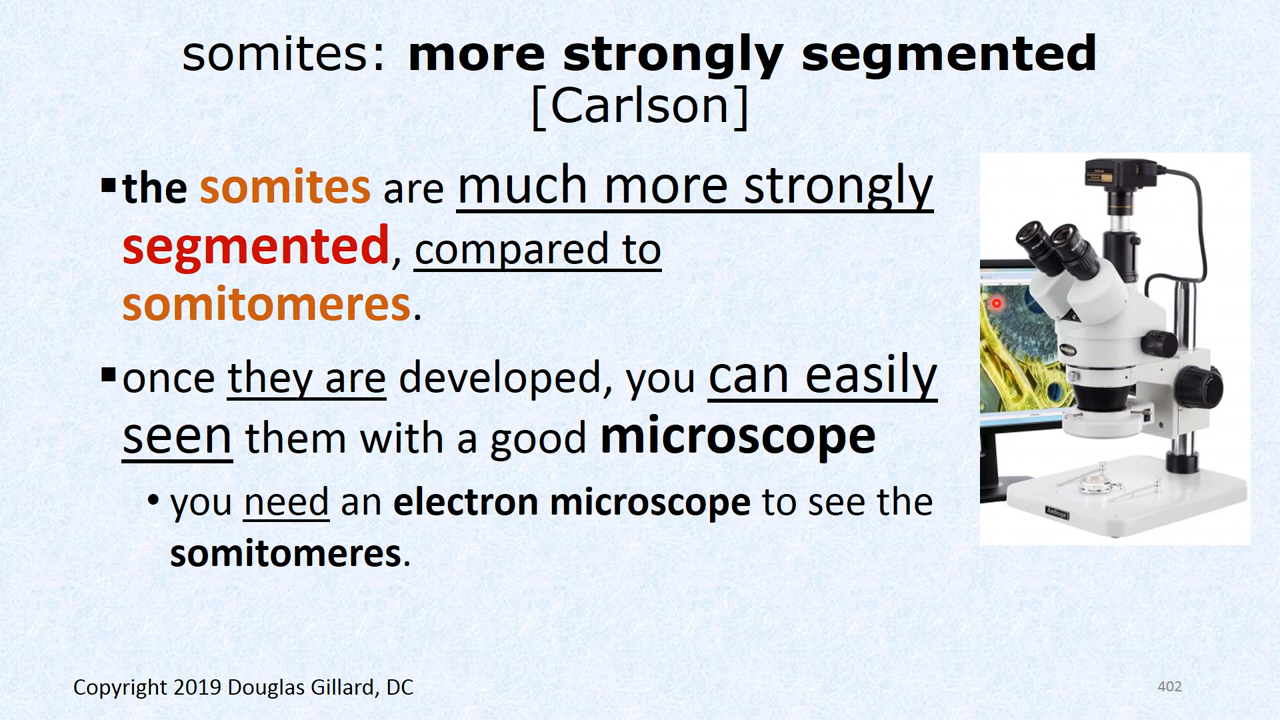 somites: more strongly segmented
[Carlson]
▪the somites are much more strongly
segmented, compared to
somitomeres.
▪once they are developed, you can easily
seen them with a good microscope
• you need an electron microscope to see the
somitomeres.
Copyright 2019 Douglas Gillard, DC
402